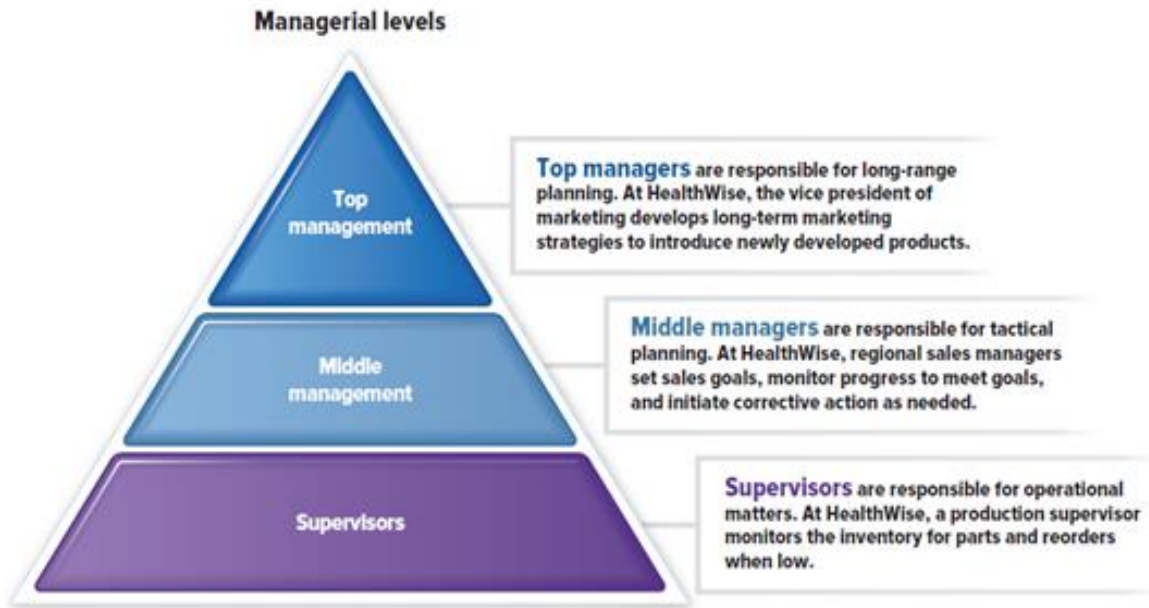 Managerial levels
Top
management
Top managers are responsible for long-range
planning. At HealthWise, the vice president of
marketing develops long-term marketing
strategies to introduce newly developed products.
Middle
management
Middle managers are responsible for tactical
planning. At HealthWise, regional sales managers
set sales goals, monitor progress to meet goals,
and initiate corrective action as needed.
Supervisors
Supervisors are responsible for operational
matters. At HealthWise, a production supervisor
monitors the inventory for parts and reorders
when low.